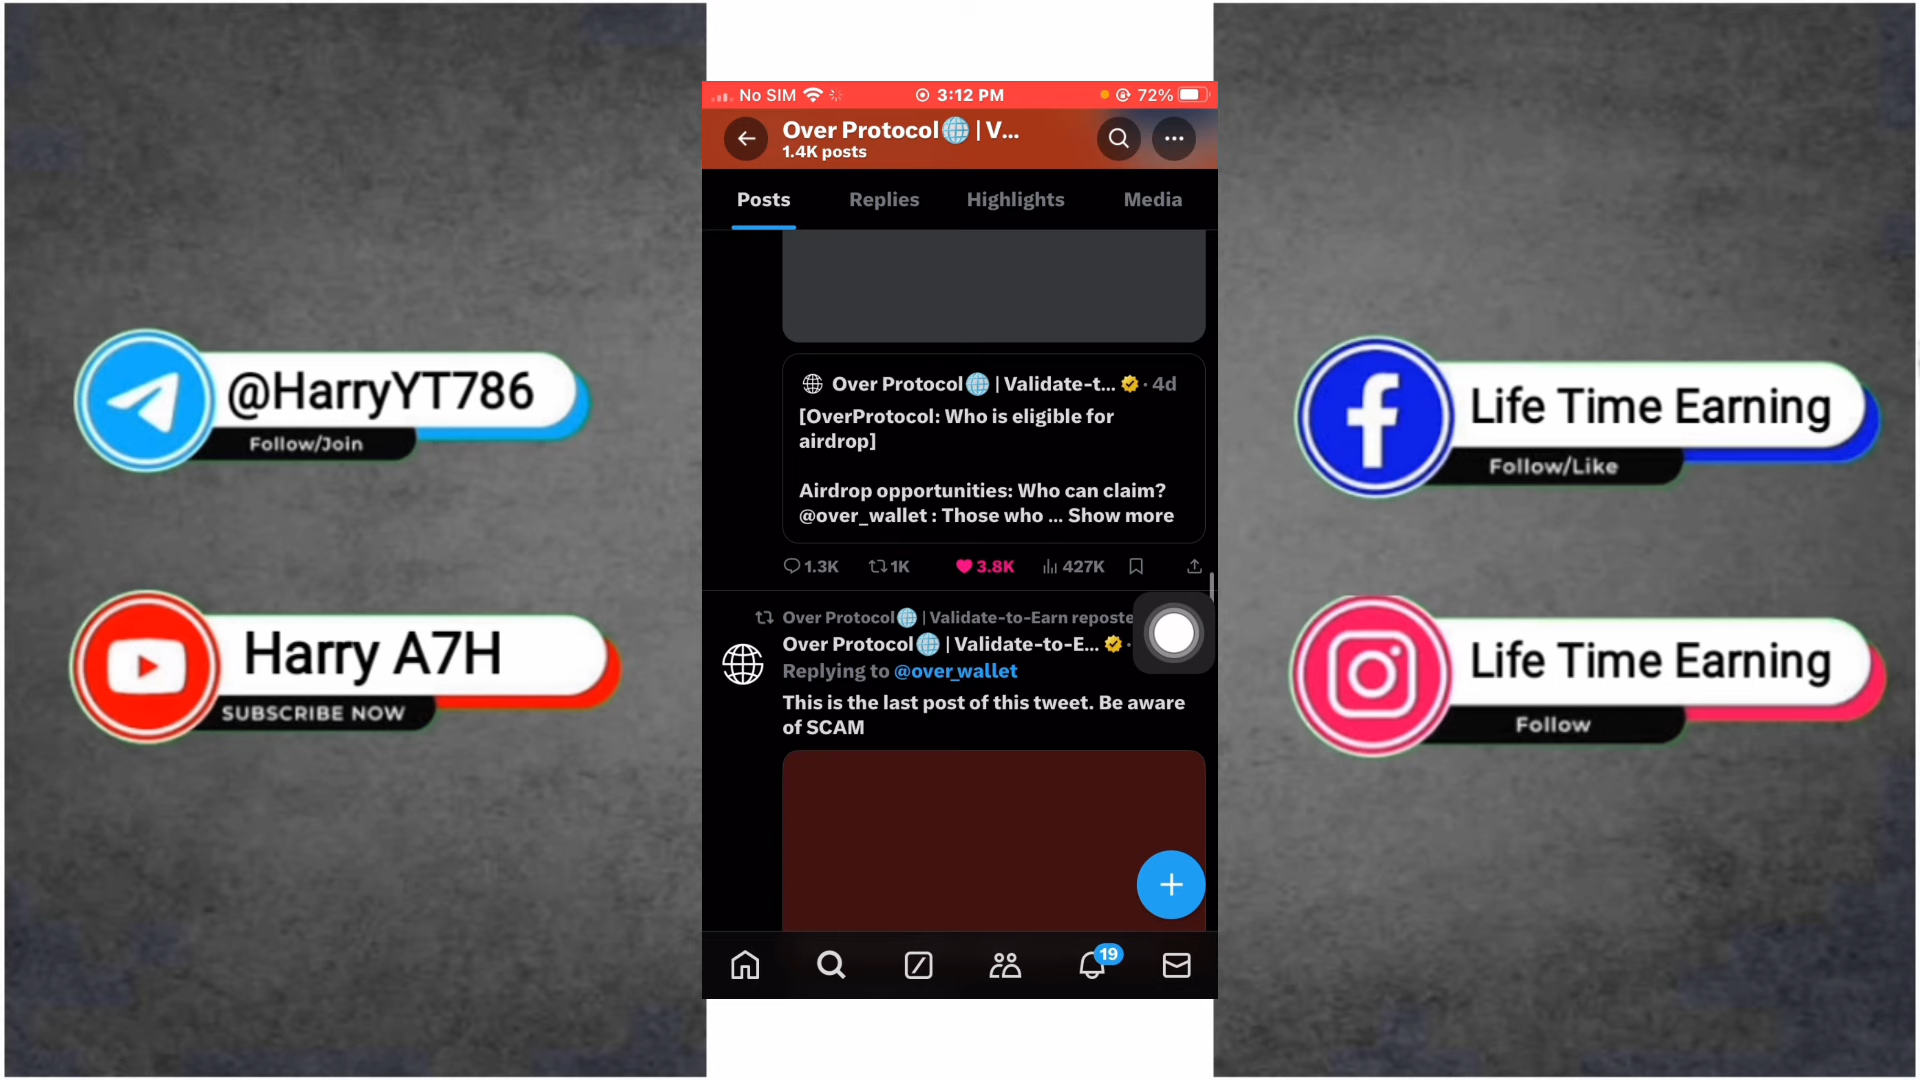 @HarryYT786
Follow/Join
Harry A7H
SUBSCRIBE NOW
No SIM
3:12 PM
72%
Over Protocol🌐 | V...
1.4K posts
Posts
Replies
Highlights
Media
Over Protocol🌐 | Validate-t... · 4d
[OverProtocol: Who is eligible for
airdrop]
Airdrop opportunities: Who can claim?
@over_wallet : Those who ... Show more
1.3K
1K
3.8K
427K
Over Protocol🌐 | Validate-to-Earn reposte
Over Protocol🌐 | Validate-to-E... ·
Replying to @over_wallet
This is the last post of this tweet. Be aware
of SCAM
19
Life Time Earning
Follow/Like
Life Time Earning
Follow